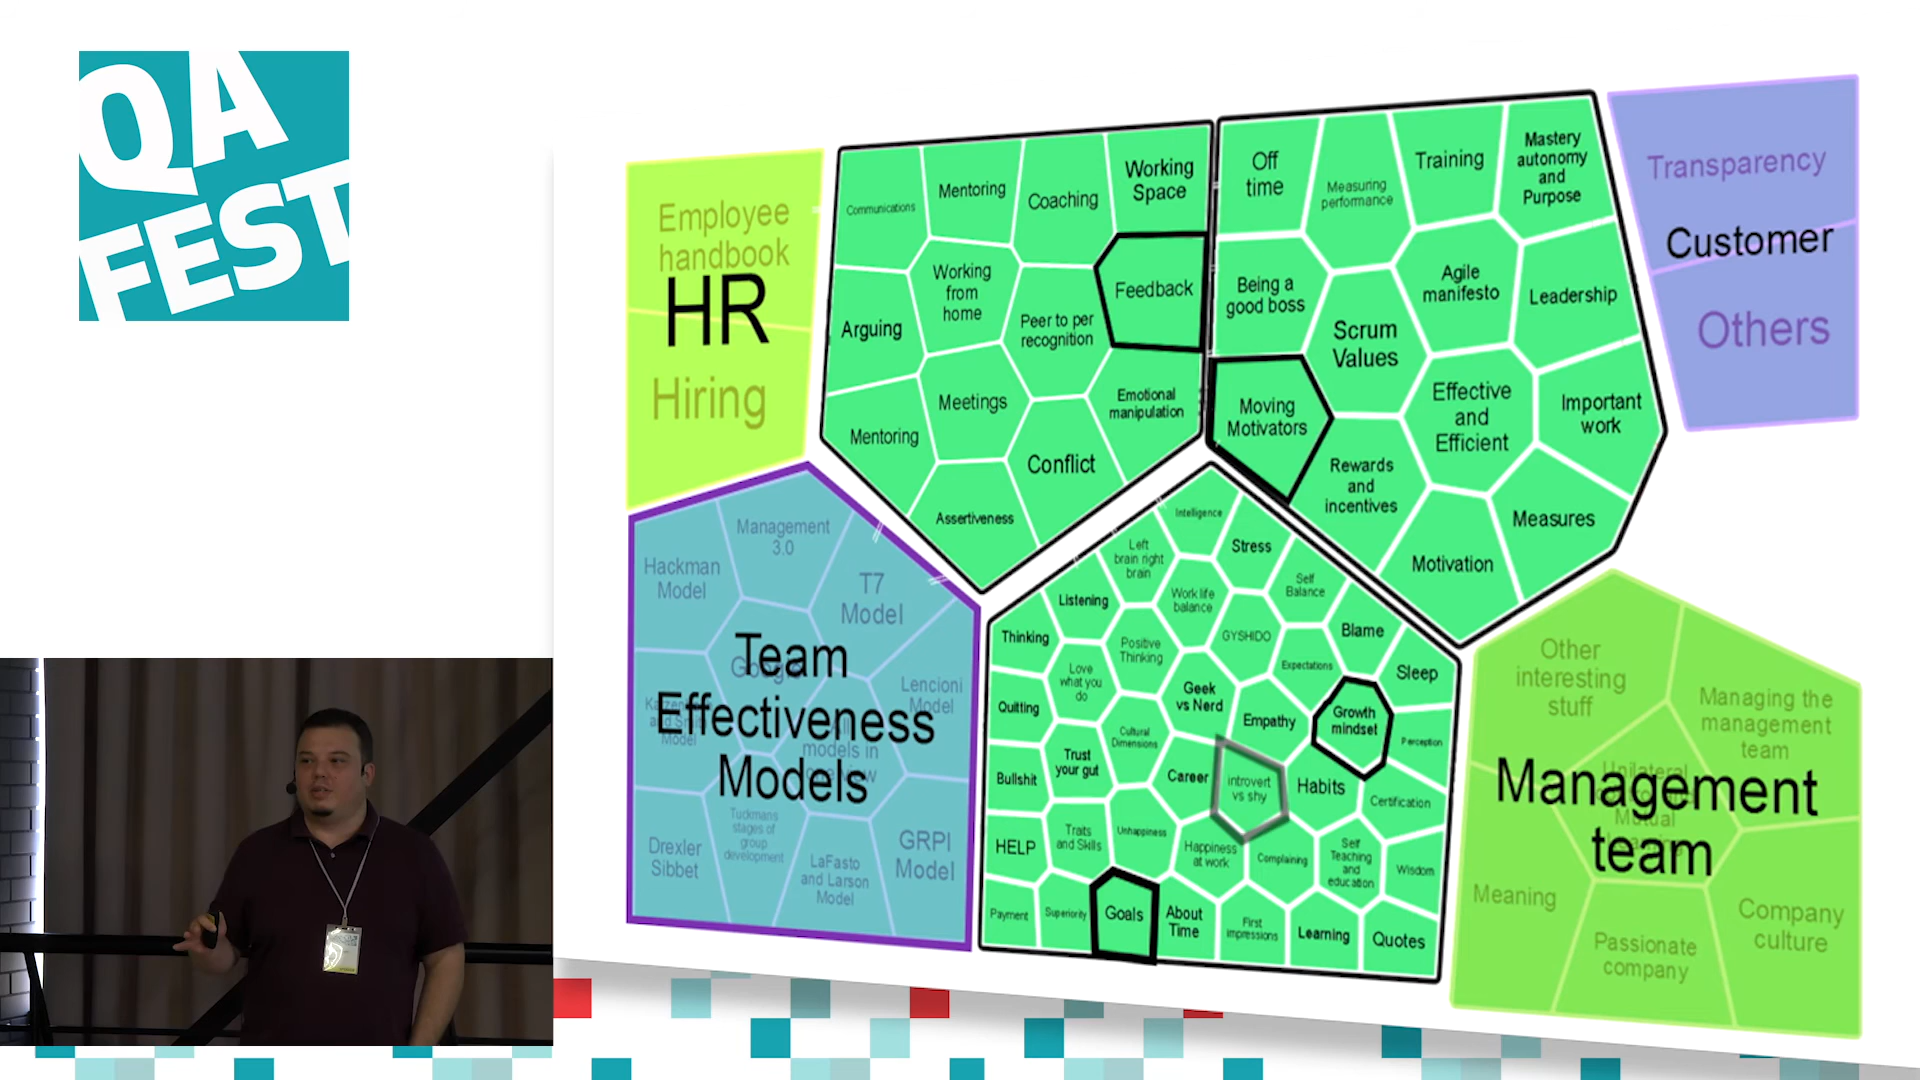 QA
FEST
Employee
handbook
HR
Hiring
Communications
Mentoring
Coaching
Working
Space
Arguing
Working
from
home
Peer to per
recognition
Feedback
Mentoring
Meetings
Emotional
manipulation
Conflict
Assertiveness
Off
time
Measuring
performance
Training
Mastery
autonomy
and
Purpose
Being a
good boss
Scrum
Values
Agile
manifesto
Leadership
Moving
Motivators
Effective
and
Efficient
Important
work
Rewards
and
incentives
Measures
Motivation
Transparency
Customer
Others
Management
3.0
Hackman
Model
T7
Model
Team
Effectiveness
Models
Lencioni
Model
models in
Drexler
Sibbet
Tuckmans
stages of
group
development
LaFasto
and Larson
Model
GRPI
Model
Intelligence
Left
brain right
brain
Stress
Listening
Work life
balance
Self
Balance
Thinking
Positive
Thinking
GYSHIDO
Blame
Love
what you
do
Expectations
Sleep
Quitting
Geek
vs Nerd
Empathy
Growth
mindset
Cultural
Dimensions
Perception
Trust
your gut
Bullshit
Career
introvert
vs shy
Habits
Certification
HELP
Traits
and Skills
Unhappiness
Happiness
at work
Complaining
Self
Teaching
and
education
Wisdom
Payment
Superiority
Goals
About
Time
First
impressions
Learning
Quotes
Other
interesting
stuff
Managing the
management
team
Management
team
Mutual
Meaning
Passionate
company
Company
culture